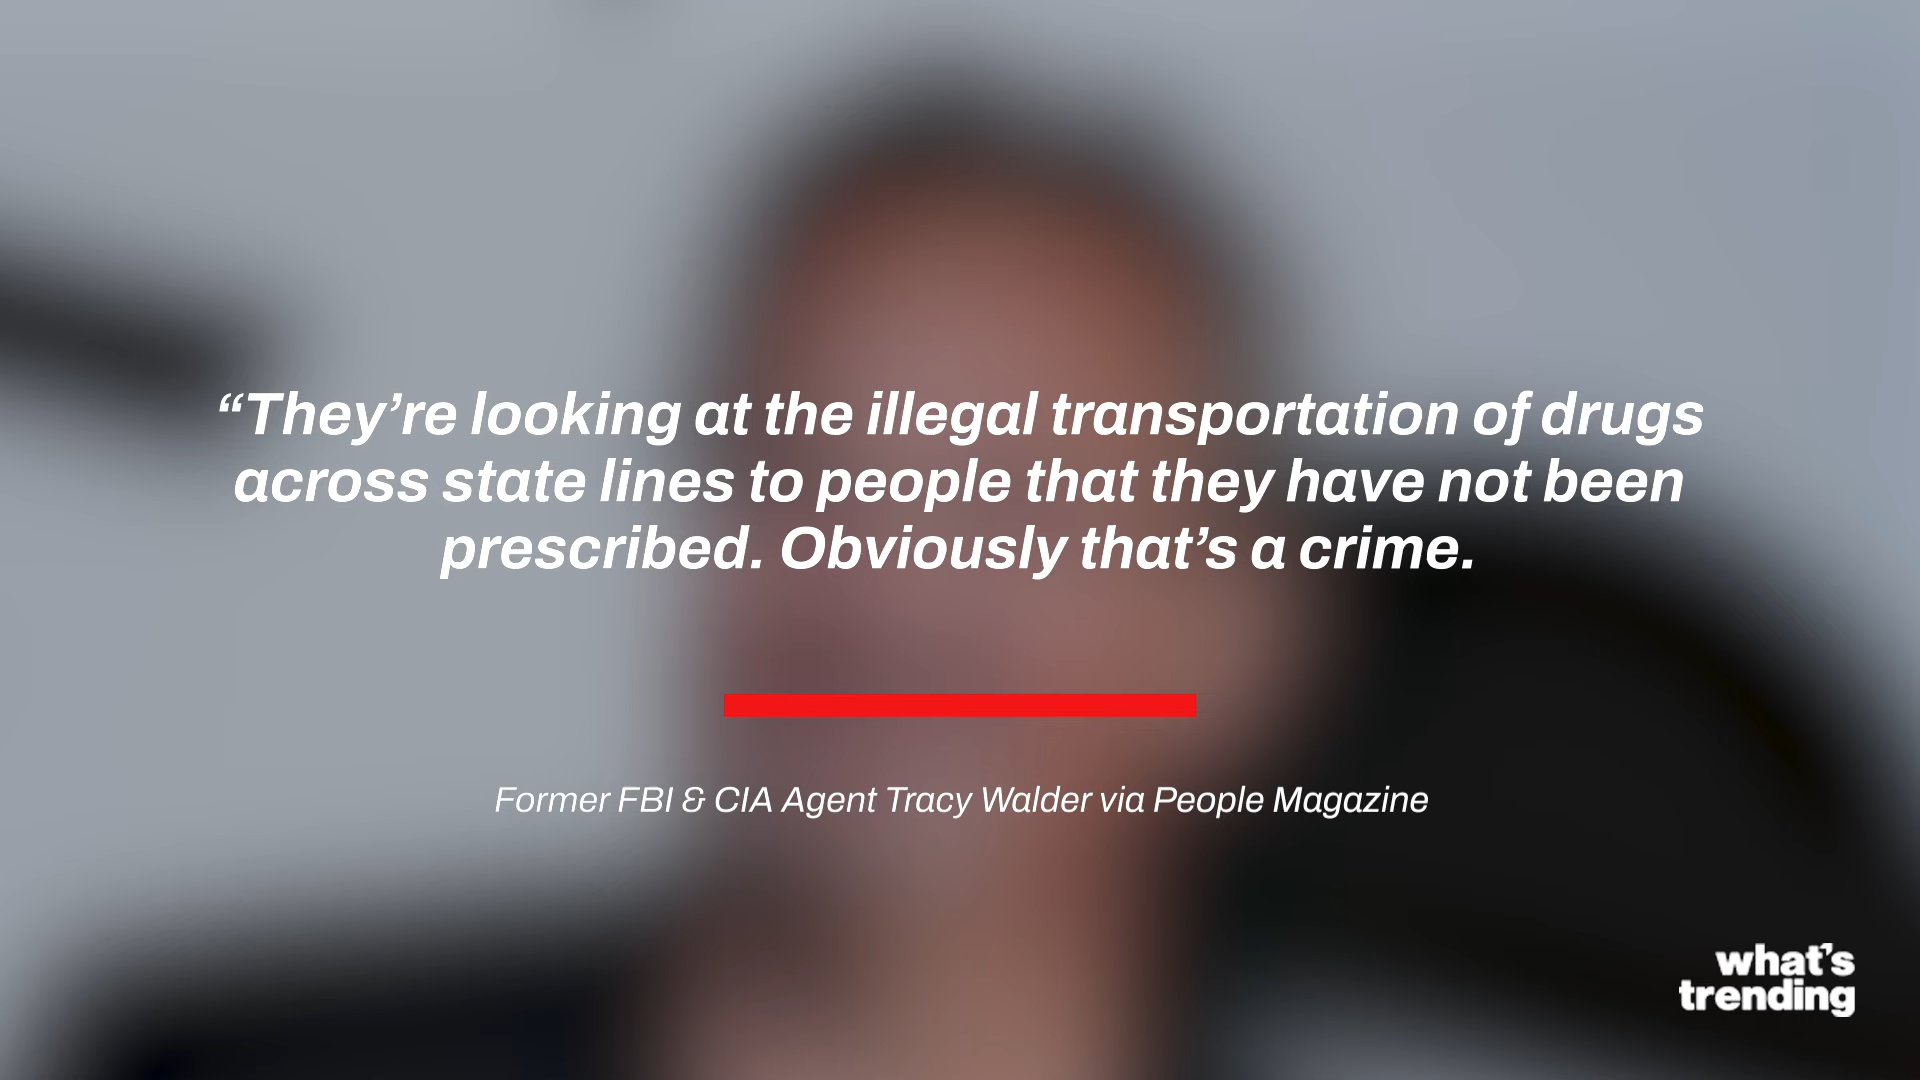 “They’re looking at the illegal transportation of drugs
across state lines to people that they have not been
prescribed. Obviously that’s a crime.
Former FBI & CIA Agent Tracy Walder via People Magazine
what’s
trending